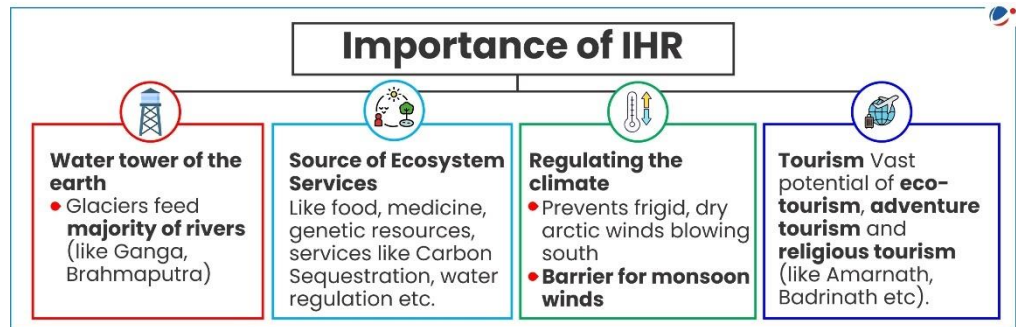 Importance of IHR
Water tower of the
earth
Glaciers feed
majority of rivers
(like Ganga,
Brahmaputra)
Source of Ecosystem
Services
Like food, medicine,
genetic resources,
services like Carbon
Sequestration, water
regulation etc.
Regulating the
climate
Prevents frigid, dry
arctic winds blowing
south
Barrier for monsoon
winds
Tourism Vast
potential of eco-
tourism, adventure
tourism and
religious tourism
(like Amarnath,
Badrinath etc).